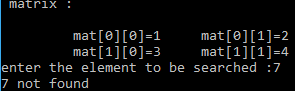 matrix :
mat[0][0]=1 mat[0][1]=2
mat[1][0]=3 mat[1][1]=4
enter the element to be searched :7
7 not found